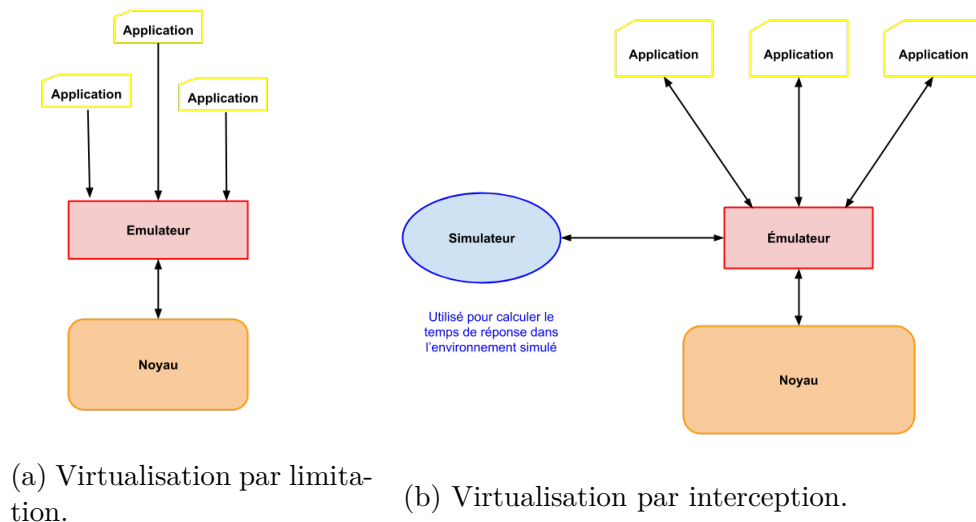 Application
Application
Application
Emulateur
Noyau
(a) Virtualisation par limita-
tion.
Application
Application
Application
Simulateur
Émulateur
Utilisé pour calculer le
temps de réponse dans
l'environnement simulé
Noyau
(b) Virtualisation par interception.